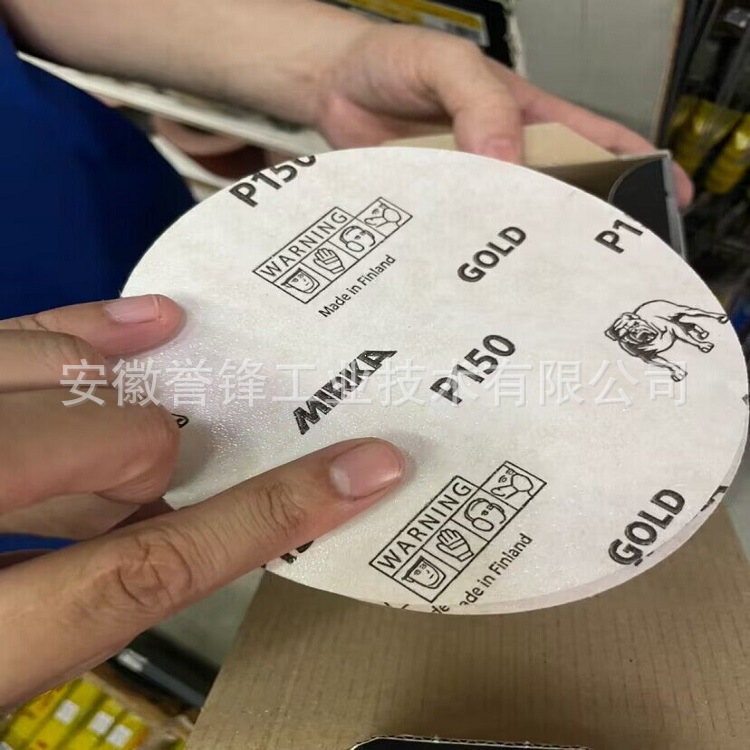 P150
WARNING
Made in Finland
GOLD
P1
MIRKA
P150
安徽誉锋工业技术有限公司
WARNING
Made in Finland
GOLD